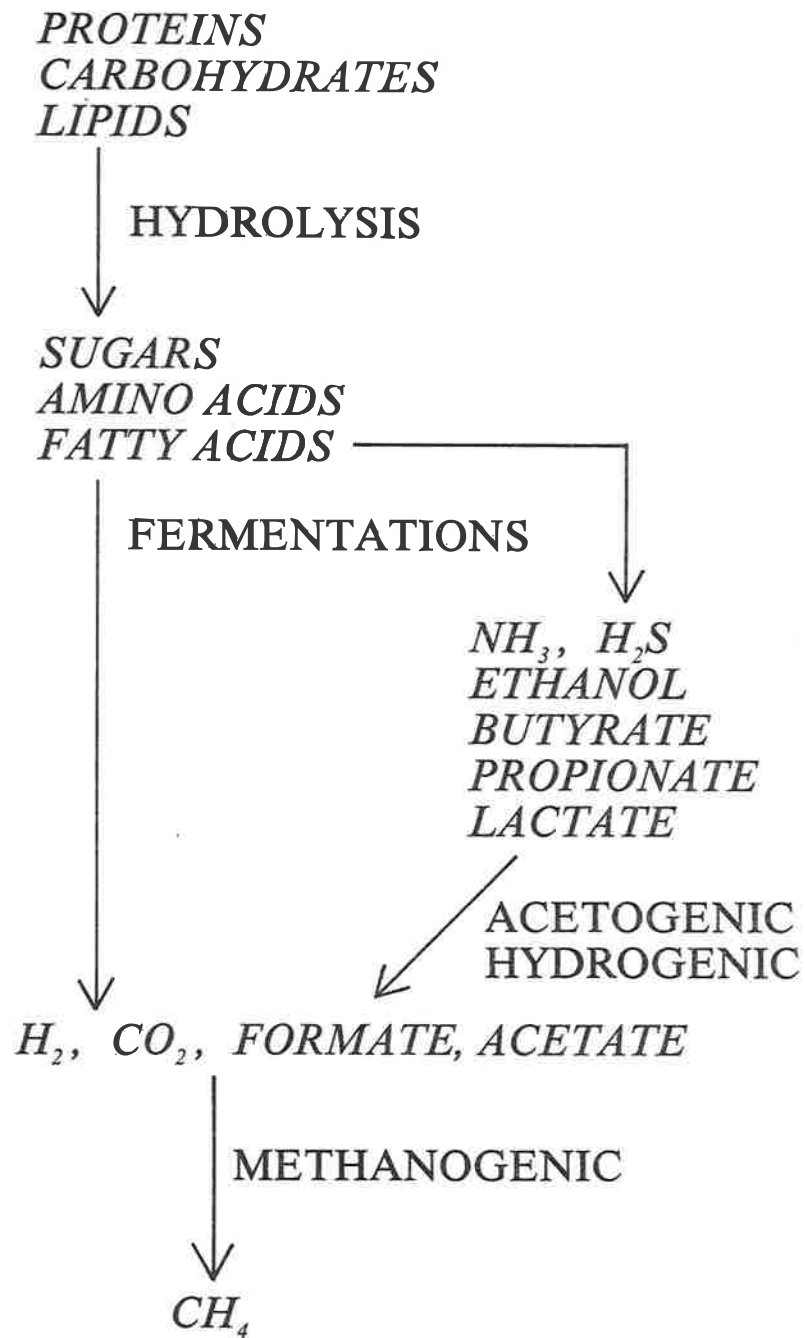 PROTEINS
CARBOHYDRATES
LIPIDS
HYDROLYSIS
SUGARS
AMINO ACIDS
FATTY ACIDS
FERMENTATIONS
NH₃, H₂S
ETHANOL
BUTYRATE
PROPIONATE
LACTATE
ACETOGENIC
HYDROGENIC
H₂, CO₂, FORMATE, ACETATE
METHANOGENIC
CH₄